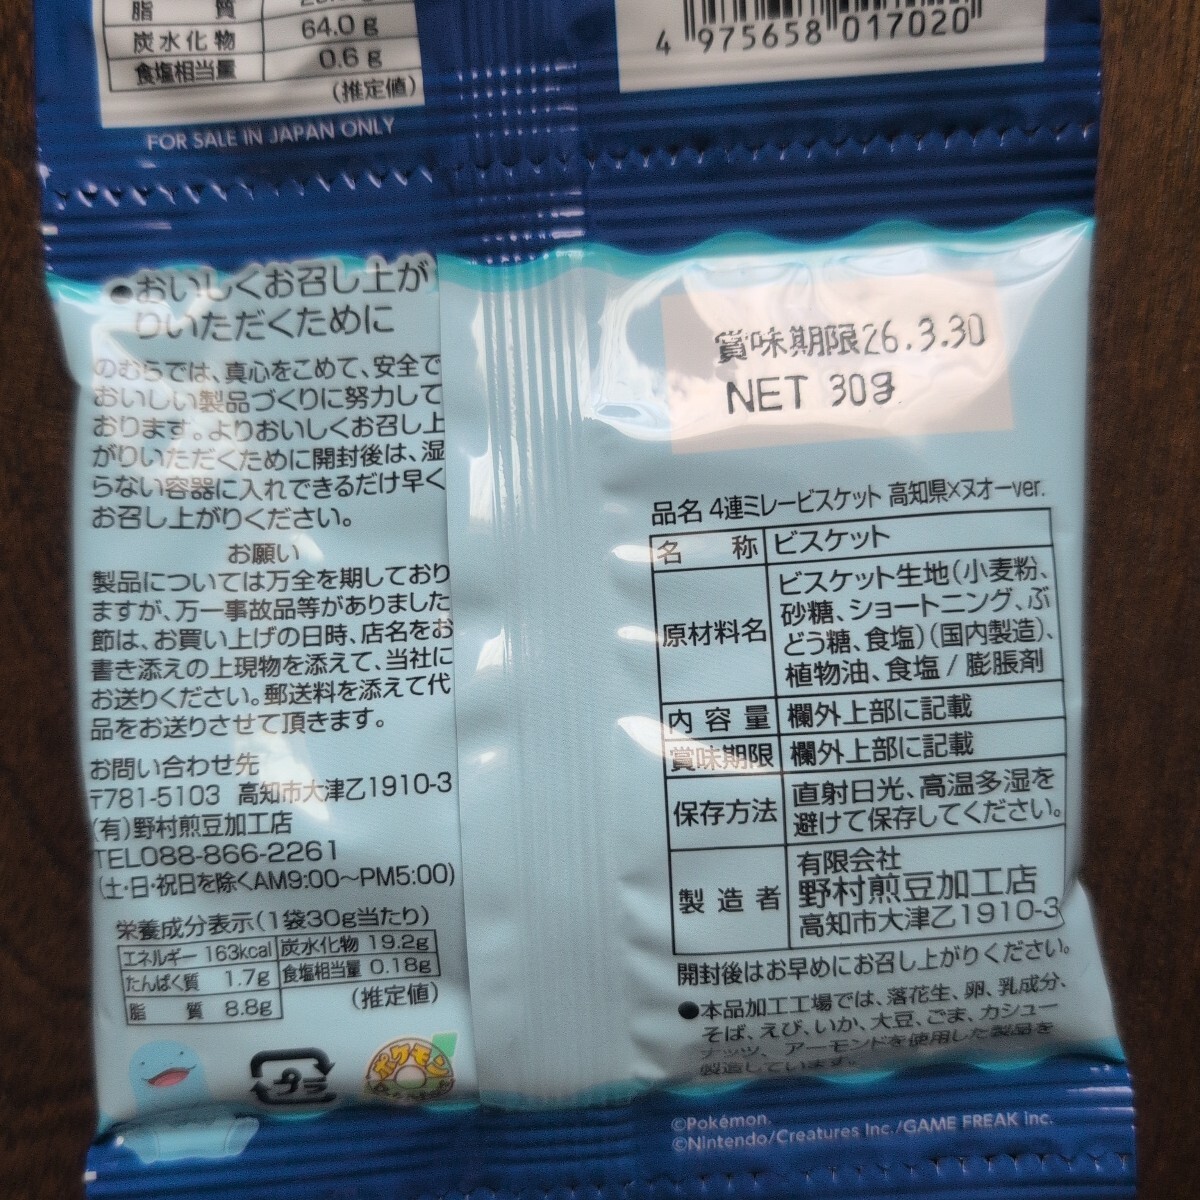 脂 質
炭水化物 64.0g
食塩相当量 0.6g
(推定値)
FOR SALE IN JAPAN ONLY
4 975658 017020
●おいしくお召し上が
りいただくために
のむらでは、真心をこめて、安全で
おいしい製品づくりに努力して
おります。よりおいしくお召し上
がりいただくために開封後は、湿
らない容器に入れできるだけ早く
お召し上がりください。
お願い
製品については万全を期しており
ますが、万一事故品等がありました
節は、お買い上げの日時、店名をお
書き添えの上現物を添えて、当社に
お送りください。郵送料を添えて代
品をお送りさせて頂きます。
お問い合わせ先
〒781-5103 高知市大津乙1910-3
(有)野村煎豆加工店
TEL088-866-2261
(土・日・祝日を除くAM9:00〜PM5:00)
栄養成分表示(1袋30g当たり)
エネルギー 163kcal 炭水化物 19.2g
たんぱく質 1.7g 食塩相当量 0.18g
脂 質 8.8g (推定値)
プラ
ポケモン
賞味期限26.3.30
NET 30g
品名 4連ミレービスケット 高知県×ヌオーver.
名 称 ビスケット
原材料名 ビスケット生地(小麦粉、
砂糖、ショートニング、ぶ
どう糖、食塩)(国内製造)、
植物油、食塩/膨脹剤
内容量 欄外上部に記載
賞味期限 欄外上部に記載
保存方法 直射日光、高温多湿を
避けて保存してください。
製造者 有限会社
野村煎豆加工店
高知市大津乙1910-3
開封後はお早めにお召し上がりください。
●本品加工工場では、落花生、卵、乳成分、
そば、えび、いか、大豆、ごま、カシュー
ナッツ、アーモンドを使用した製品を
製造しています。
©Pokémon.
©Nintendo/Creatures Inc./GAME FREAK inc.